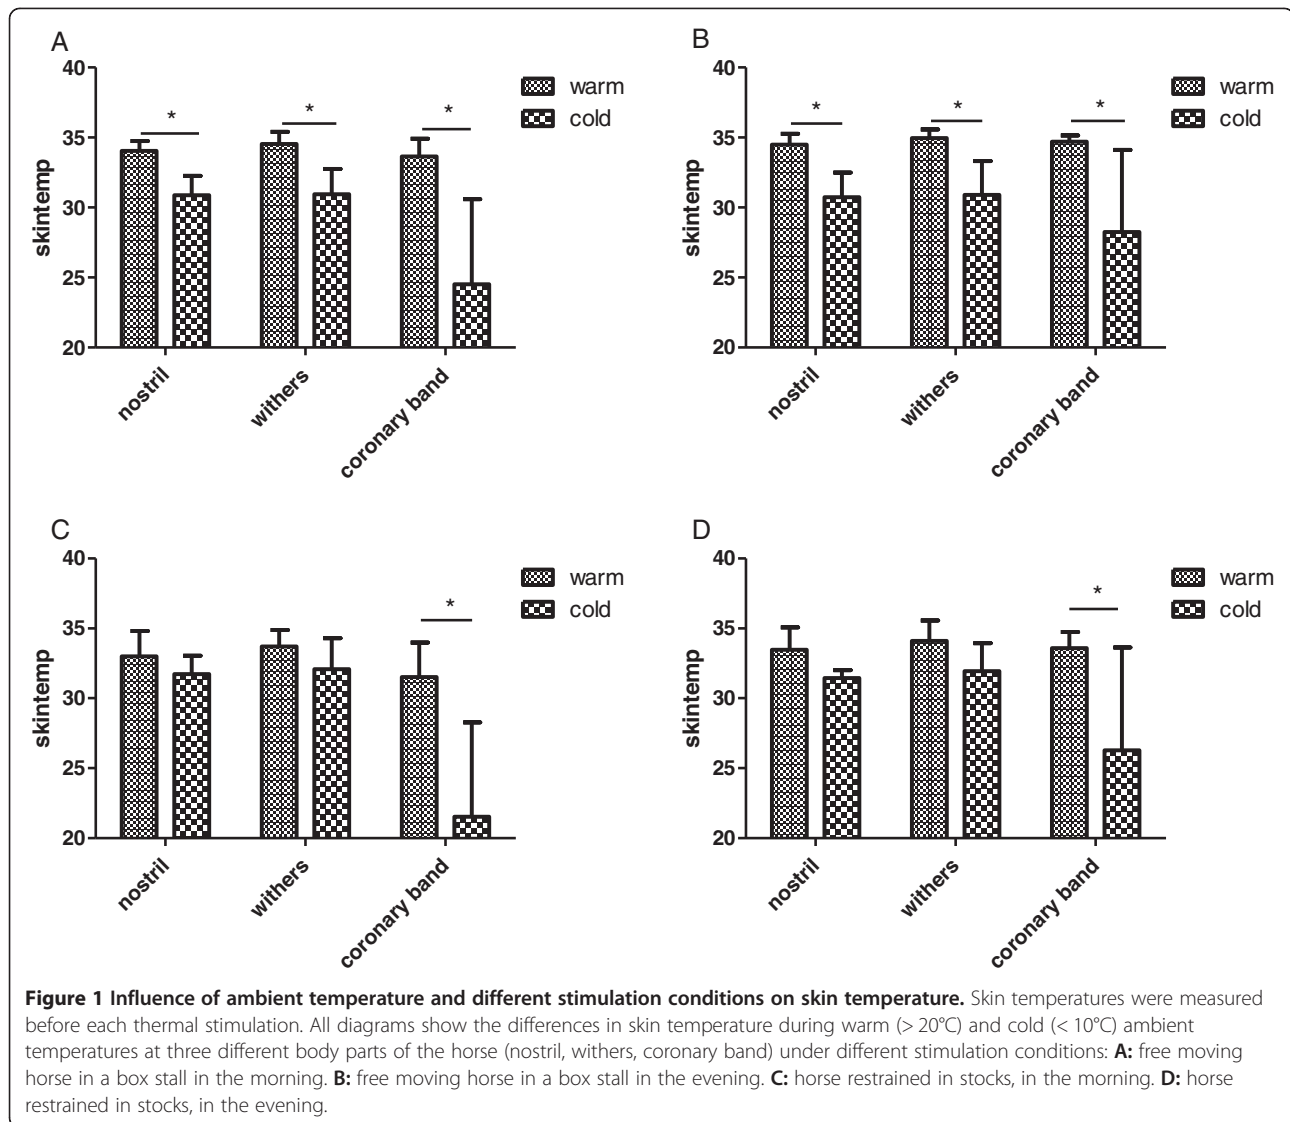 A
40
35
30
25
20
skintemp
*
*
*
warm
cold
nostril
withers
coronary band
B
40
35
30
25
20
skintemp
*
*
*
warm
cold
nostril
withers
coronary band
C
40
35
30
25
20
skintemp
*
warm
cold
nostril
withers
coronary band
D
40
35
30
25
20
skintemp
*
warm
cold
nostril
withers
coronary band
Figure 1 Influence of ambient temperature and different stimulation conditions on skin temperature. Skin temperatures were measured
before each thermal stimulation. All diagrams show the differences in skin temperature during warm (> 20°C) and cold (< 10°C) ambient
temperatures at three different body parts of the horse (nostril, withers, coronary band) under different stimulation conditions: A: free moving
horse in a box stall in the morning. B: free moving horse in a box stall in the evening. C: horse restrained in stocks, in the morning. D: horse
restrained in stocks, in the evening.